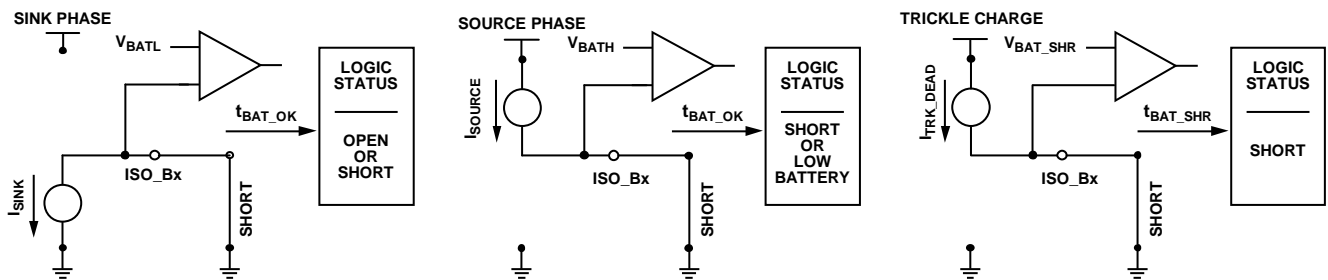 SINK PHASE
V_BATL
t_BAT_OK
LOGIC
STATUS
OPEN
OR
SHORT
ISO_Bx
I_SINK
SHORT
SOURCE PHASE
V_BATH
I_SOURCE
t_BAT_OK
LOGIC
STATUS
SHORT
OR
LOW
BATTERY
ISO_Bx
SHORT
TRICKLE CHARGE
V_BAT_SHR
I_TRK_DEAD
t_BAT_SHR
LOGIC
STATUS
SHORT
ISO_Bx
SHORT